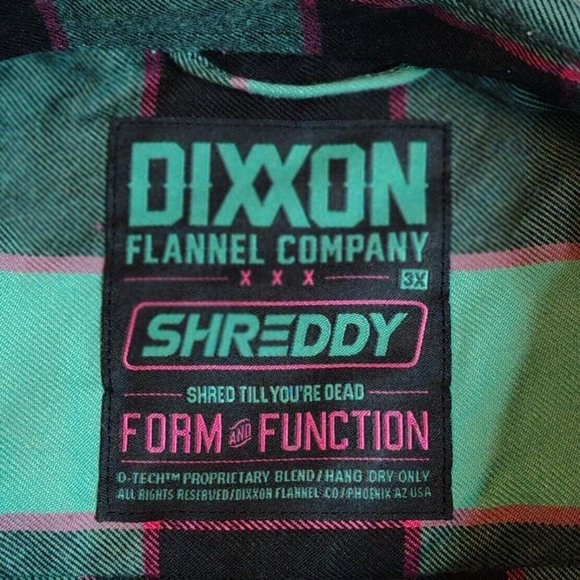 DIXXON
FLANNEL COMPANY
X X X
3X
SHREDDY
SHRED TILL YOU'RE DEAD
FORM AND FUNCTION
D-TECH™ PROPRIETARY BLEND/HANG DRY ONLY
ALL RIGHTS RESERVED/DIXXON FLANNEL CO/PHOENIX AZ USA